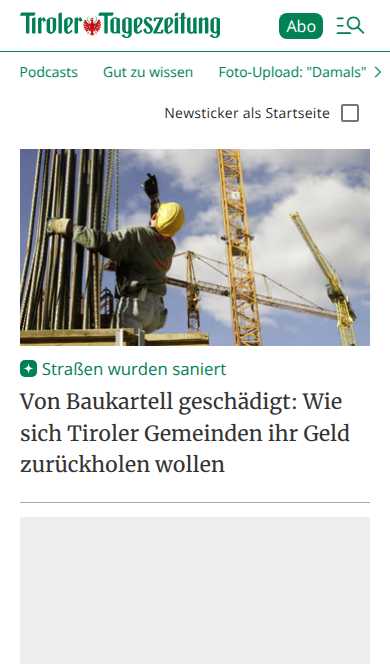 Tiroler Tageszeitung
Abo
Podcasts Gut zu wissen Foto-Upload: "Damals"
Newsticker als Startseite
Straßen wurden saniert
Von Baukartell geschädigt: Wie
sich Tiroler Gemeinden ihr Geld
zurückholen wollen